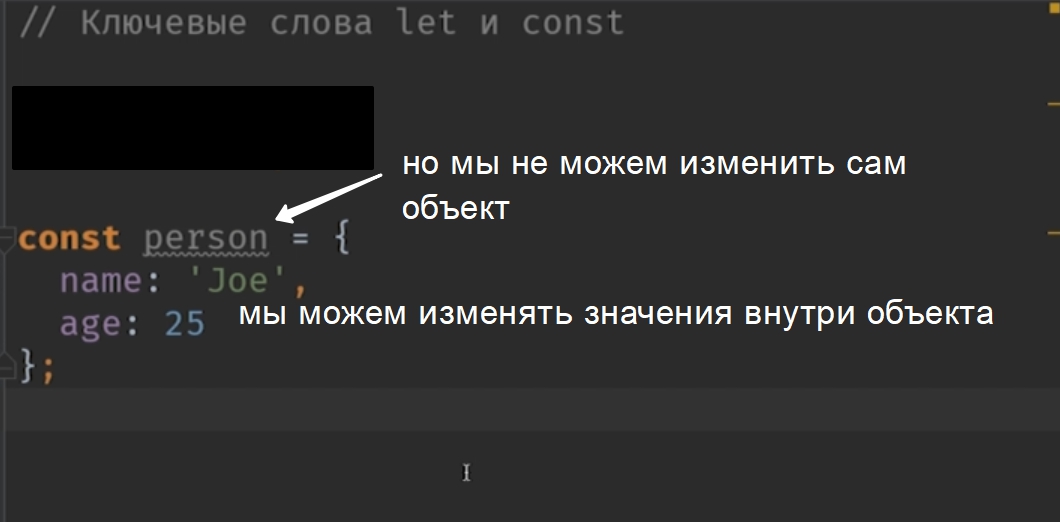 // Ключевые слова let и const
но мы не можем изменить сам
объект
const person = {
name: 'Joe',
age: 25
мы можем изменять значения внутри объекта
};